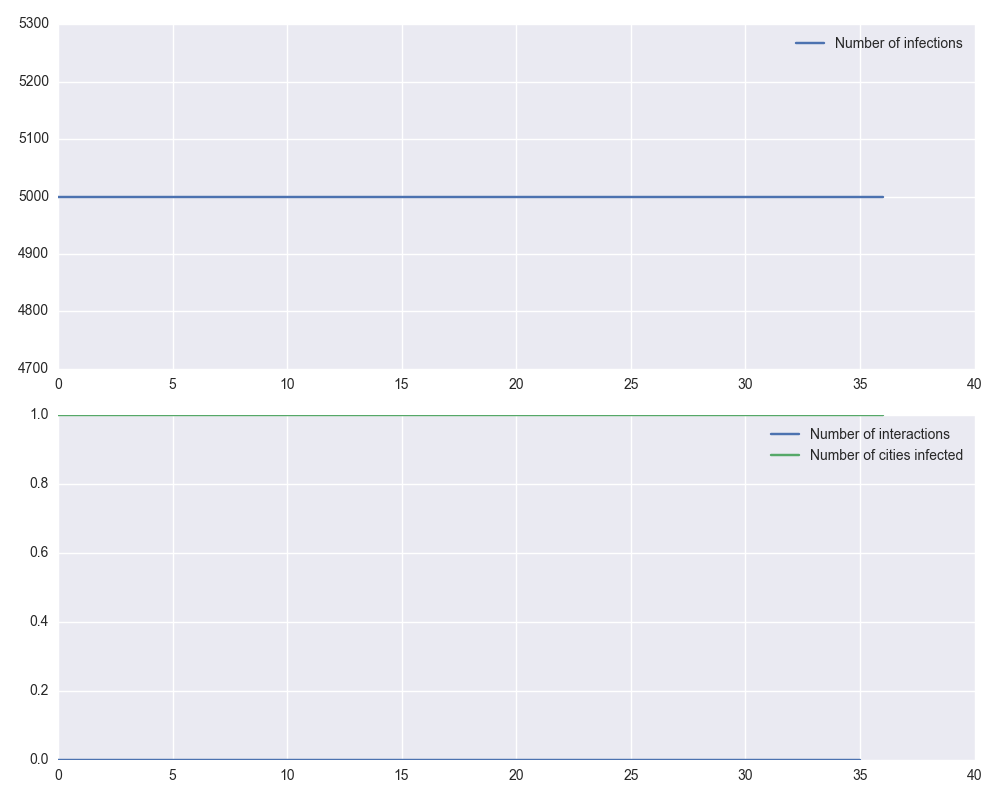 5300
Number of infections
5200
5100
5000
4900
4800
4700
0 5 10 15 20 25 30 35 40
1.0
Number of interactions
Number of cities infected
0.8
0.6
0.4
0.2
0.0
0 5 10 15 20 25 30 35 40